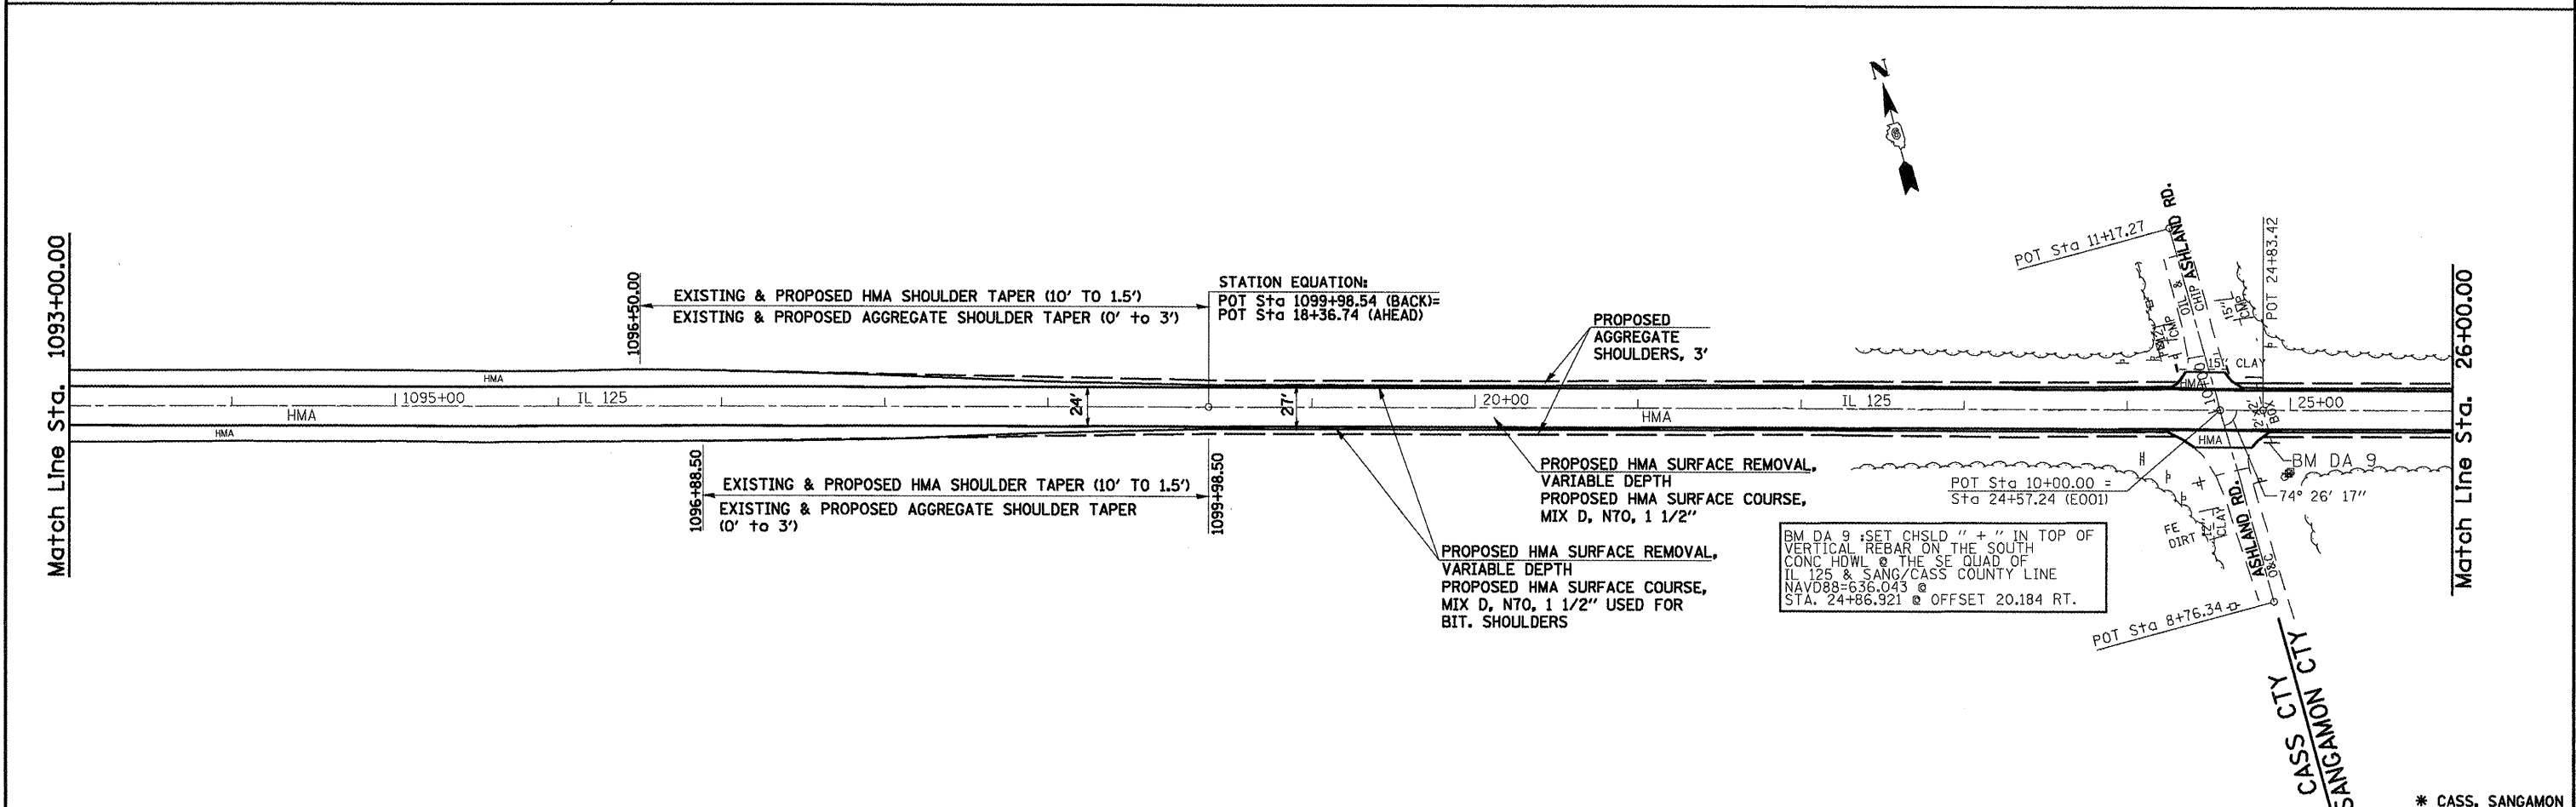 N
Match Line Sta. 1093+00.00
1096+50.00
EXISTING & PROPOSED HMA SHOULDER TAPER (10' TO 1.5')
EXISTING & PROPOSED AGGREGATE SHOULDER TAPER (0' to 3')
STATION EQUATION:
POT Sta 1099+98.54 (BACK)=
POT Sta 18+36.74 (AHEAD)
PROPOSED
AGGREGATE
SHOULDERS, 3'
POT Sta 11+17.27
ASHLAND RD.
OIL &
CHIP
12"
CMP
15"
CMP
POT 24+83.42
15" CLAY
HMA
HMA
1095+00
IL 125
HMA
HMA
24'
27'
20+00
HMA
IL 125
10+00
2'x2'
BOX
25+00
HMA
BM DA 9
74° 26' 17"
Match Line Sta. 26+00.00
1096+88.50
EXISTING & PROPOSED HMA SHOULDER TAPER (10' TO 1.5')
EXISTING & PROPOSED AGGREGATE SHOULDER TAPER
(0' to 3')
1099+98.50
PROPOSED HMA SURFACE REMOVAL,
VARIABLE DEPTH
PROPOSED HMA SURFACE COURSE,
MIX D, N70, 1 1/2"
PROPOSED HMA SURFACE REMOVAL,
VARIABLE DEPTH
PROPOSED HMA SURFACE COURSE,
MIX D, N70, 1 1/2" USED FOR
BIT. SHOULDERS
POT Sta 10+00.00 =
Sta 24+57.24 (E001)
BM DA 9 :SET CHSLD " + " IN TOP OF
VERTICAL REBAR ON THE SOUTH
CONC HDWL @ THE SE QUAD OF
IL 125 & SANG/CASS COUNTY LINE
NAVD88=636.043 @
STA. 24+86.921 @ OFFSET 20.184 RT.
FE
DIRT
12"
CLAY
ASHLAND RD.
O&C
POT Sta 8+76.34
CASS CTY
SANGAMON CTY
* CASS, SANGAMON